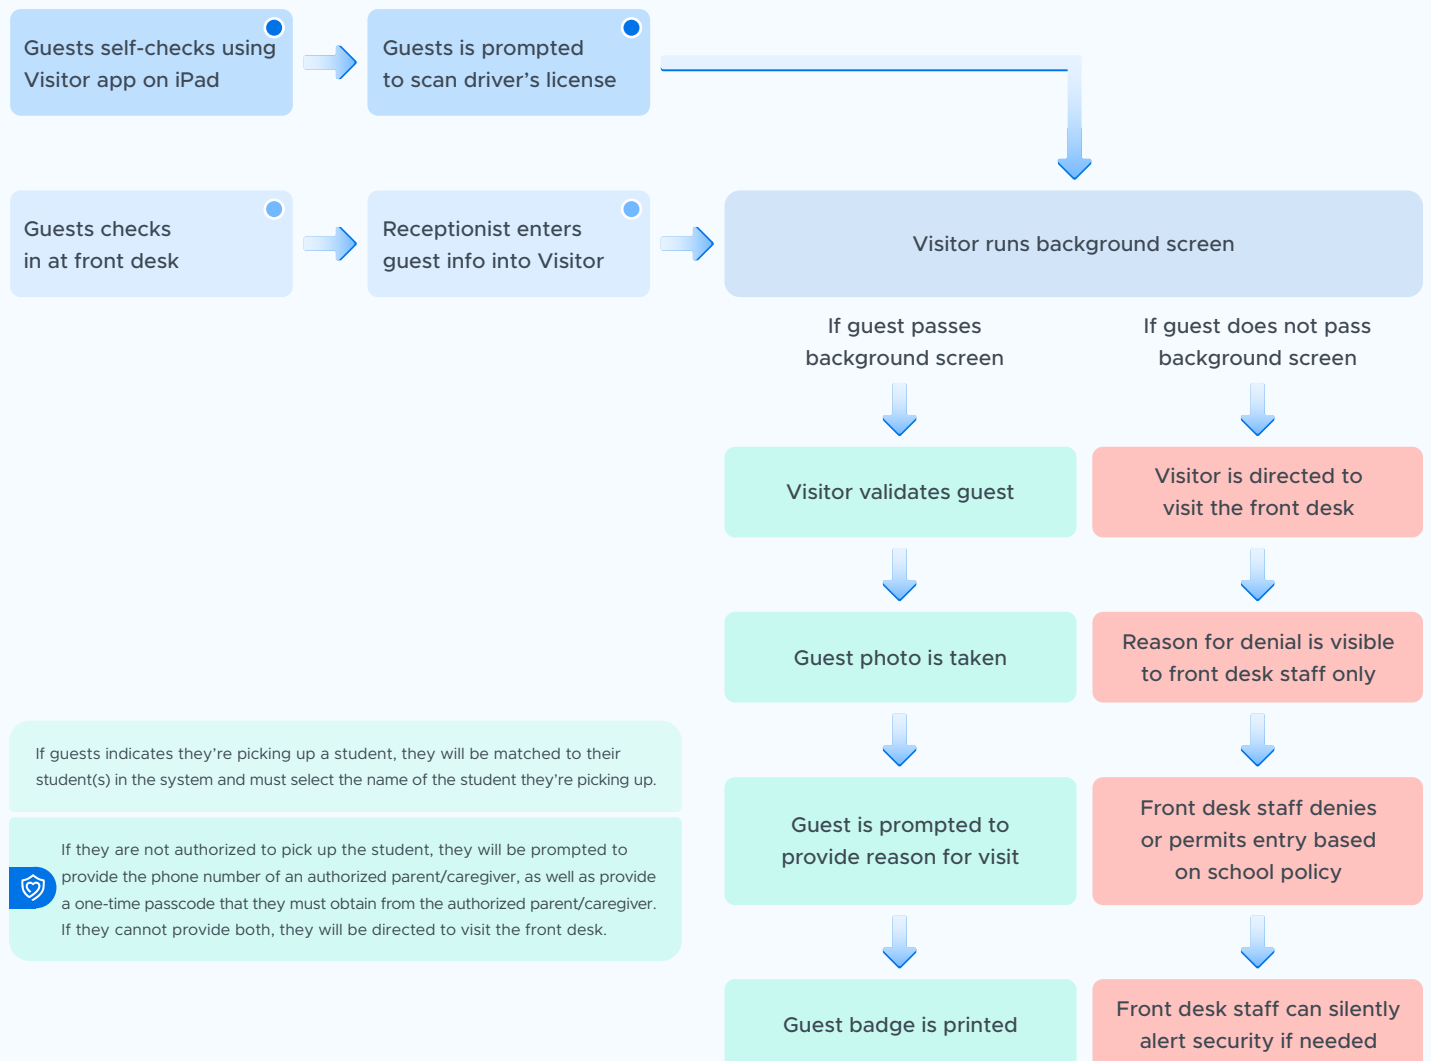 Guests self-checks using
Visitor app on iPad
Guests is prompted
to scan driver's license
Guests checks
in at front desk
Receptionist enters
guest info into Visitor
Visitor runs background screen
If guest passes
background screen
If guest does not pass
background screen
Visitor validates guest
Visitor is directed to
visit the front desk
Guest photo is taken
Reason for denial is visible
to front desk staff only
If guests indicates they're picking up a student, they will be matched to their
student(s) in the system and must select the name of the student they're picking up.
If they are not authorized to pick up the student, they will be prompted to
provide the phone number of an authorized parent/caregiver, as well as provide
a one-time passcode that they must obtain from the authorized parent/caregiver.
If they cannot provide both, they will be directed to visit the front desk.
Guest is prompted to
provide reason for visit
Front desk staff denies
or permits entry based
on school policy
Guest badge is printed
Front desk staff can silently
alert security if needed